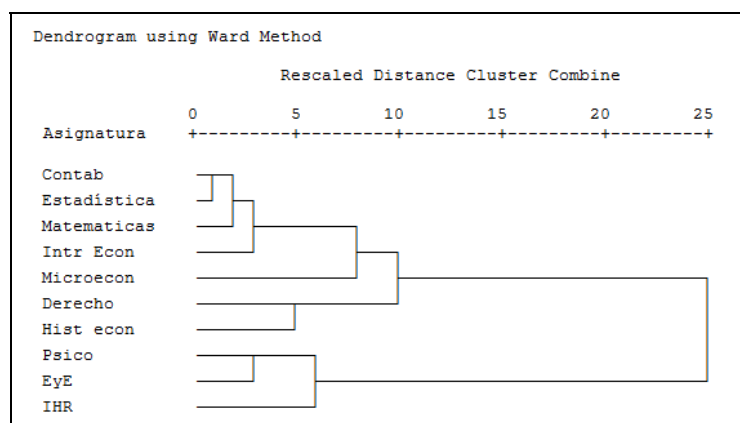 Dendrogram using Ward Method
Rescaled Distance Cluster Combine
0 5 10 15 20 25
Asignatura +---------+---------+---------+---------+---------+
Contab
Estadística
Matematicas
Intr Econ
Microecon
Derecho
Hist econ
Psico
EyE
IHR